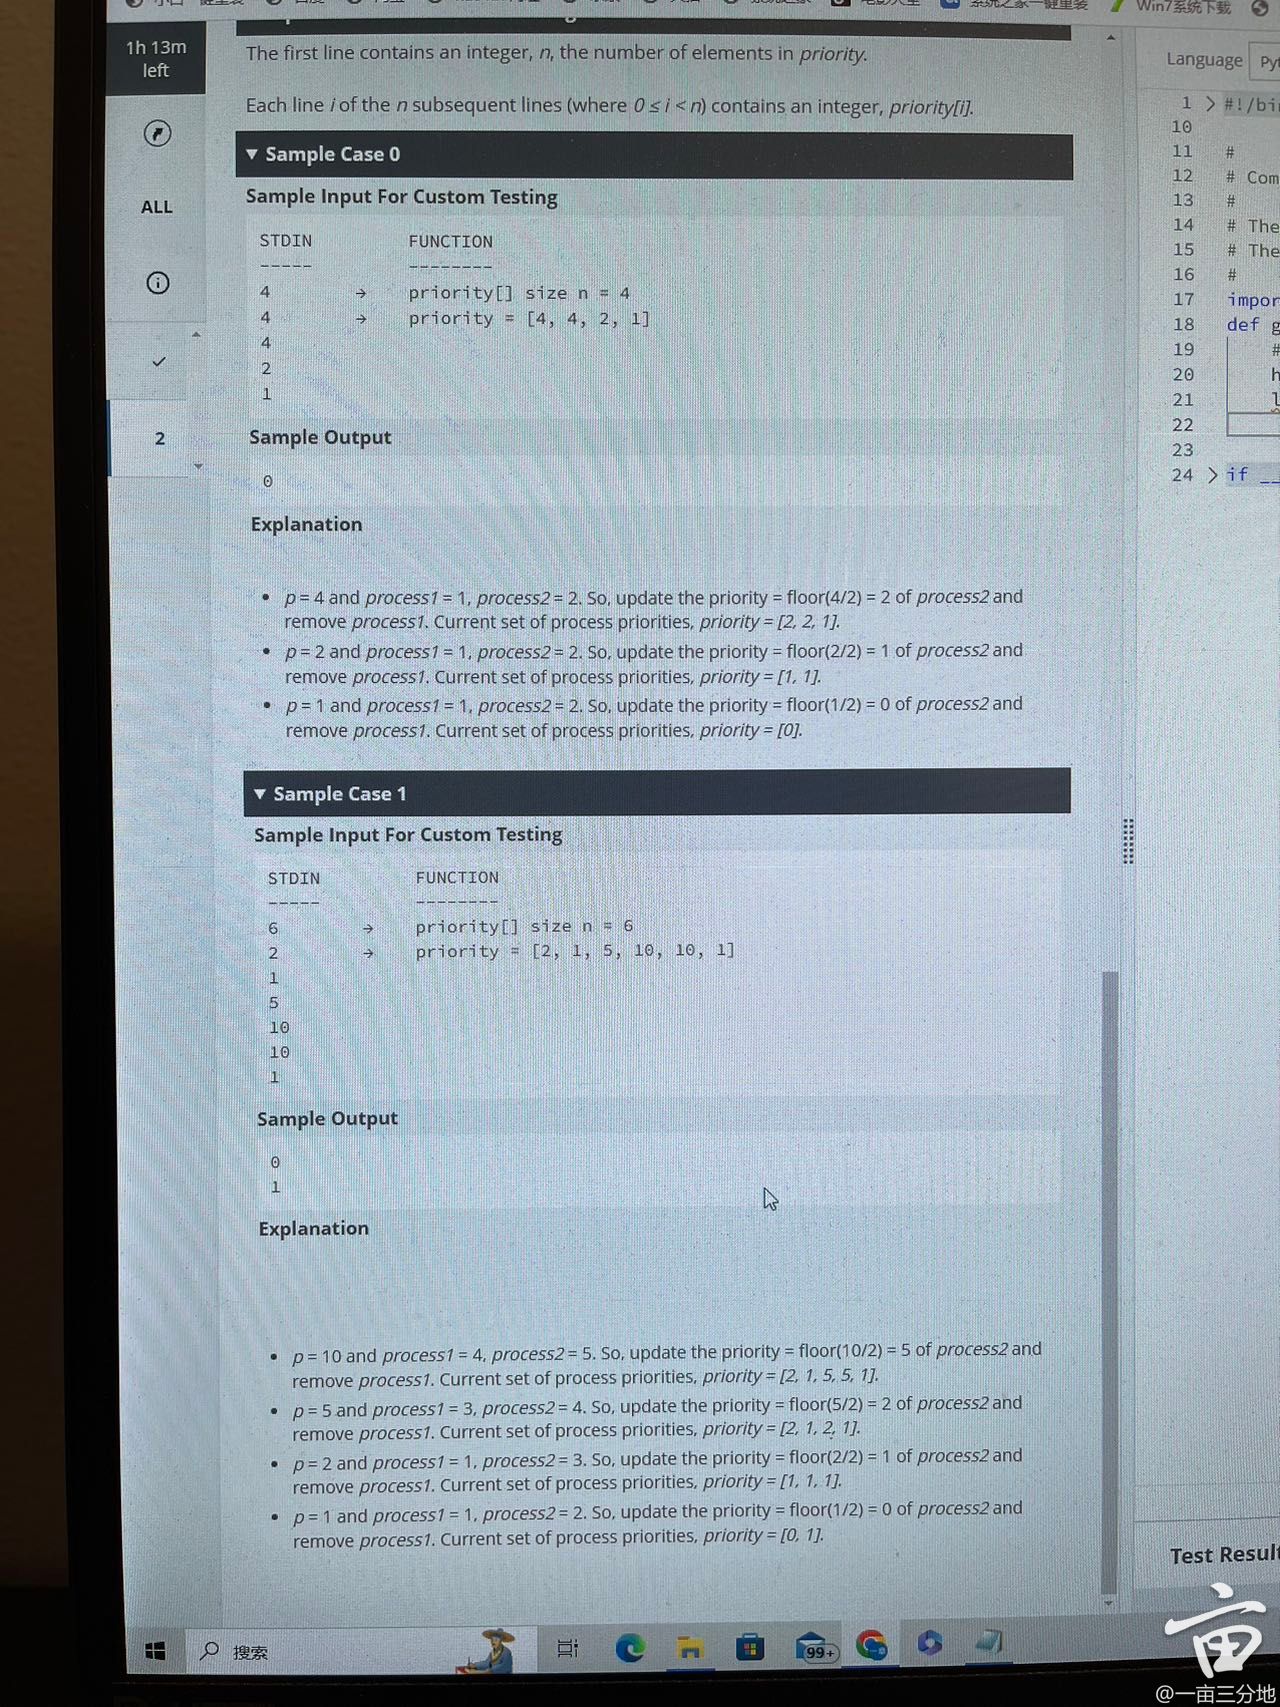 Win7系统下载
1h 13m
left
The first line contains an integer, n, the number of elements in priority.
Each line i of the n subsequent lines (where 0 ≤ i < n) contains an integer, priority[i].
ALL
2
▼ Sample Case 0
Sample Input For Custom Testing
STDIN FUNCTION
----- --------
4 → priority[] size n = 4
4 → priority = [4, 4, 2, 1]
4
2
1
Sample Output
0
Explanation
• p = 4 and process1 = 1, process2 = 2. So, update the priority = floor(4/2) = 2 of process2 and
remove process1. Current set of process priorities, priority = [2, 2, 1].
• p = 2 and process1 = 1, process2 = 2. So, update the priority = floor(2/2) = 1 of process2 and
remove process1. Current set of process priorities, priority = [1, 1].
• p = 1 and process1 = 1, process2 = 2. So, update the priority = floor(1/2) = 0 of process2 and
remove process1. Current set of process priorities, priority = [0].
▼ Sample Case 1
Sample Input For Custom Testing
STDIN FUNCTION
----- --------
6 → priority[] size n = 6
2 → priority = [2, 1, 5, 10, 10, 1]
1
5
10
10
1
Sample Output
0
1
Explanation
• p = 10 and process1 = 4, process2 = 5. So, update the priority = floor(10/2) = 5 of process2 and
remove process1. Current set of process priorities, priority = [2, 1, 5, 5, 1].
• p = 5 and process1 = 3, process2 = 4. So, update the priority = floor(5/2) = 2 of process2 and
remove process1. Current set of process priorities, priority = [2, 1, 2, 1].
• p = 2 and process1 = 1, process2 = 3. So, update the priority = floor(2/2) = 1 of process2 and
remove process1. Current set of process priorities, priority = [1, 1, 1].
• p = 1 and process1 = 1, process2 = 2. So, update the priority = floor(1/2) = 0 of process2 and
remove process1. Current set of process priorities, priority = [0, 1].
Language Py
1 > #!/bi
10
11 #
12 # Com
13 #
14 # The
15 # The
16 #
17 impor
18 def g
19 #
20 h
21 l
22
23
24 > if __
Test Resul
搜索
99+
亩
@一亩三分地